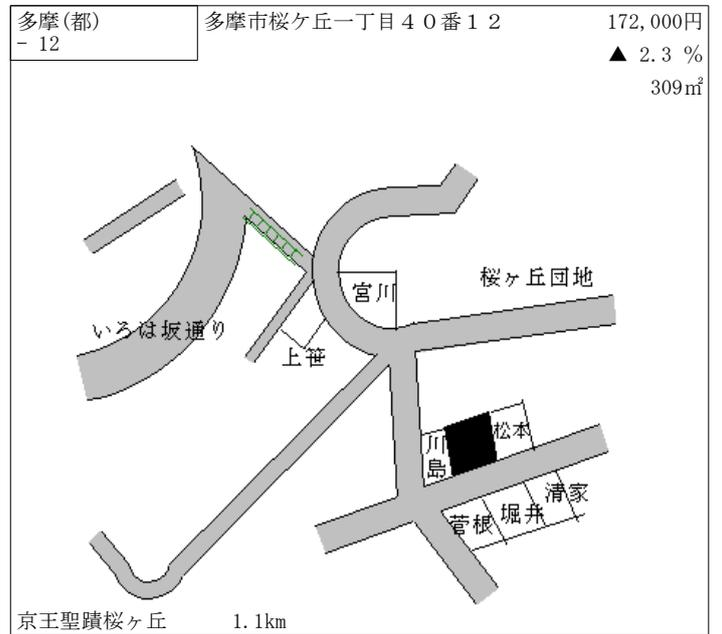 多摩(都) 多摩市桜ケ丘一丁目４０番１２ 172,000円
- 12
▲ 2.3 %
309㎡
桜ヶ丘団地
宮川
いろは坂通り
上笹
川島
松本
清家
堀井
菅根
京王聖蹟桜ヶ丘 1.1km